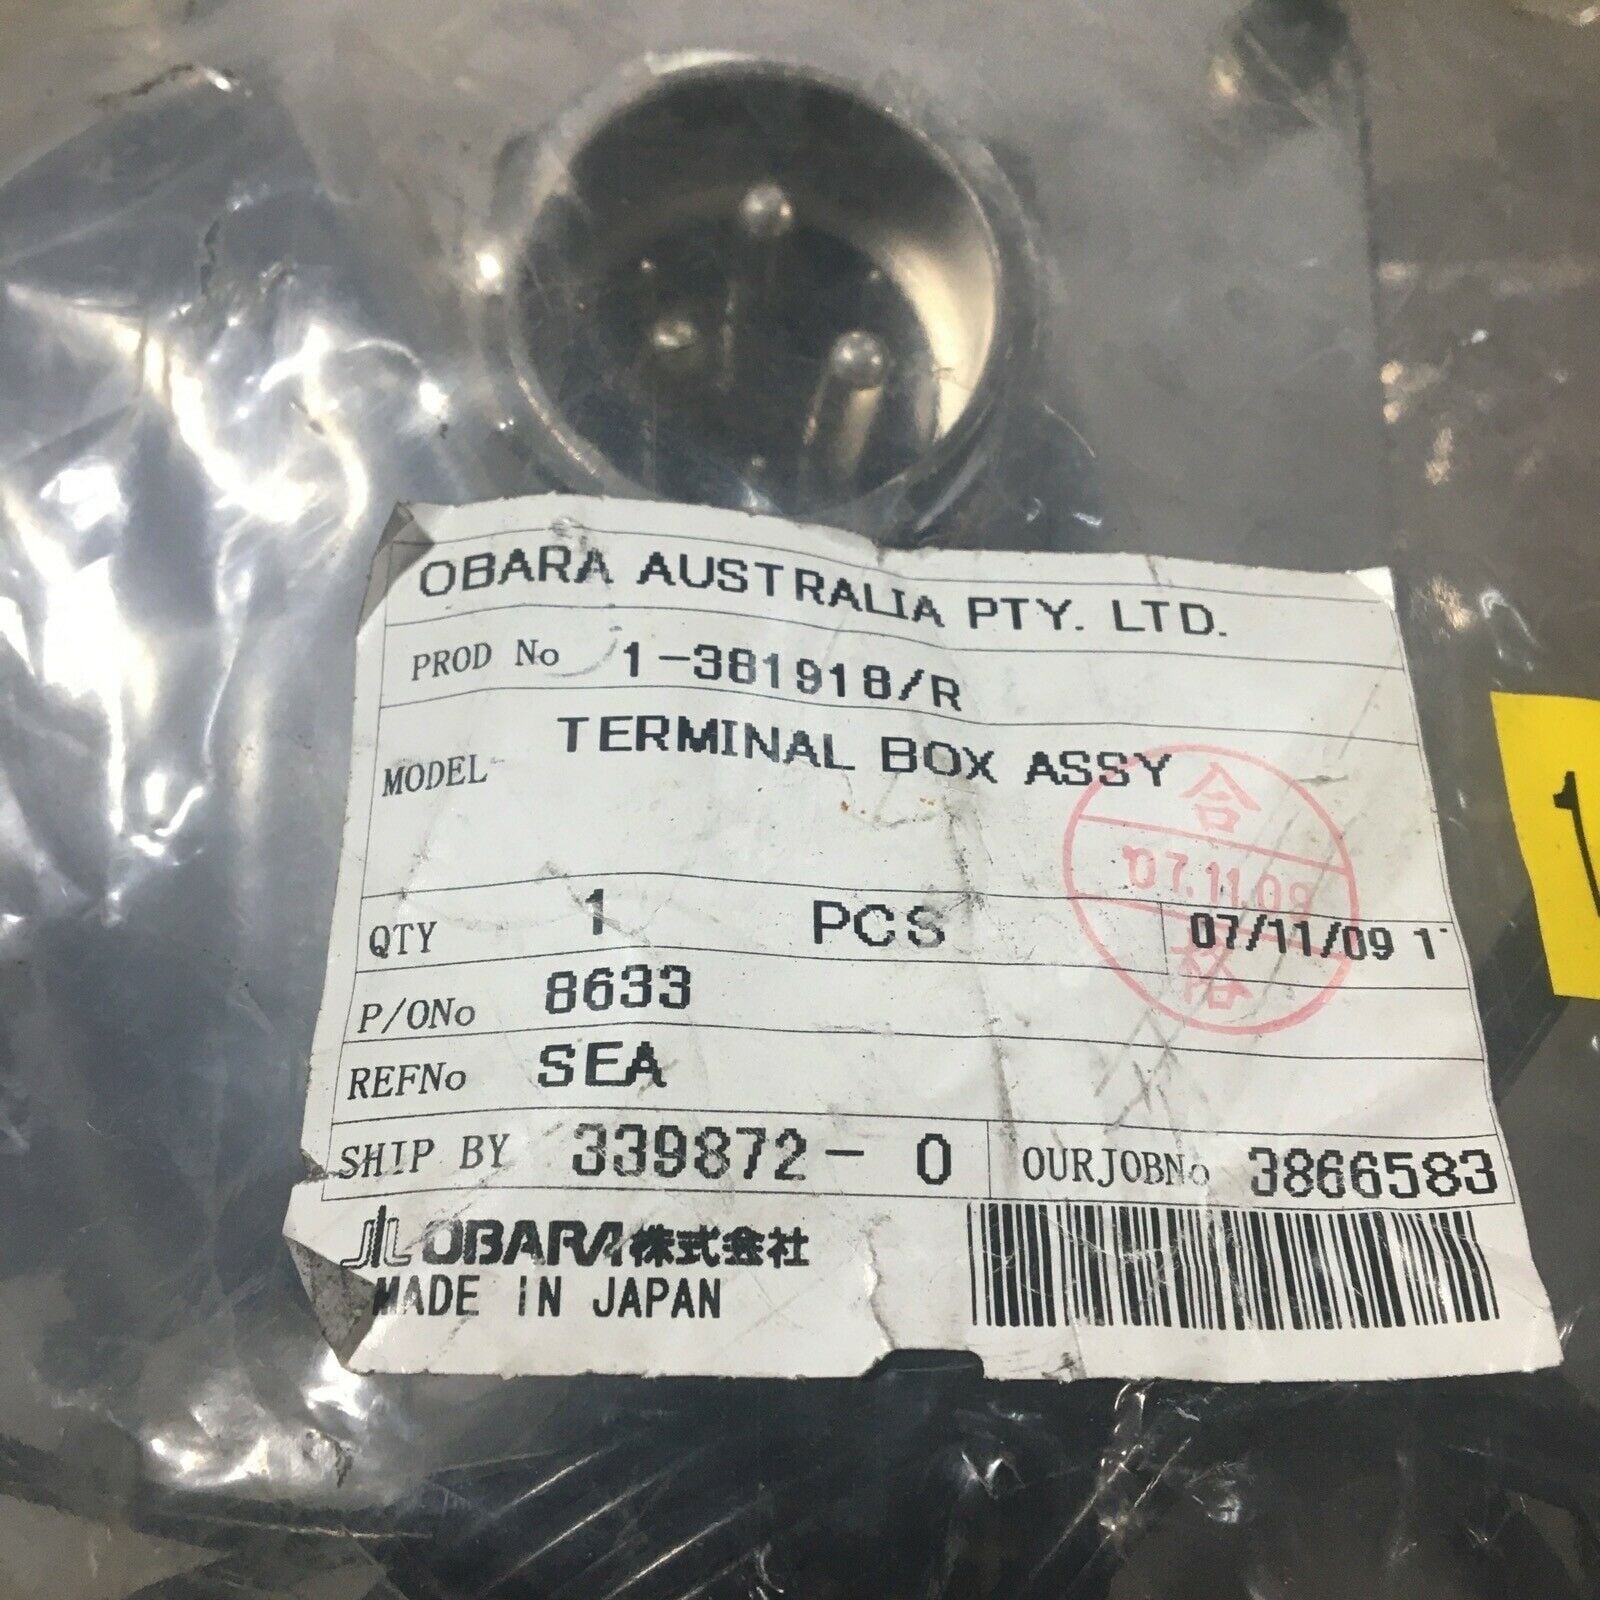 OBARA AUSTRALIA PTY. LTD.
PROD No 1-381918/R
MODEL TERMINAL BOX ASSY
合
'07.11.09
格
QTY 1 PCS 07/11/09 1
P/ONo 8633
REFNo SEA
SHIP BY 339872- 0 OURJOBNo 3866583
OBARA株式会社
MADE IN JAPAN
1